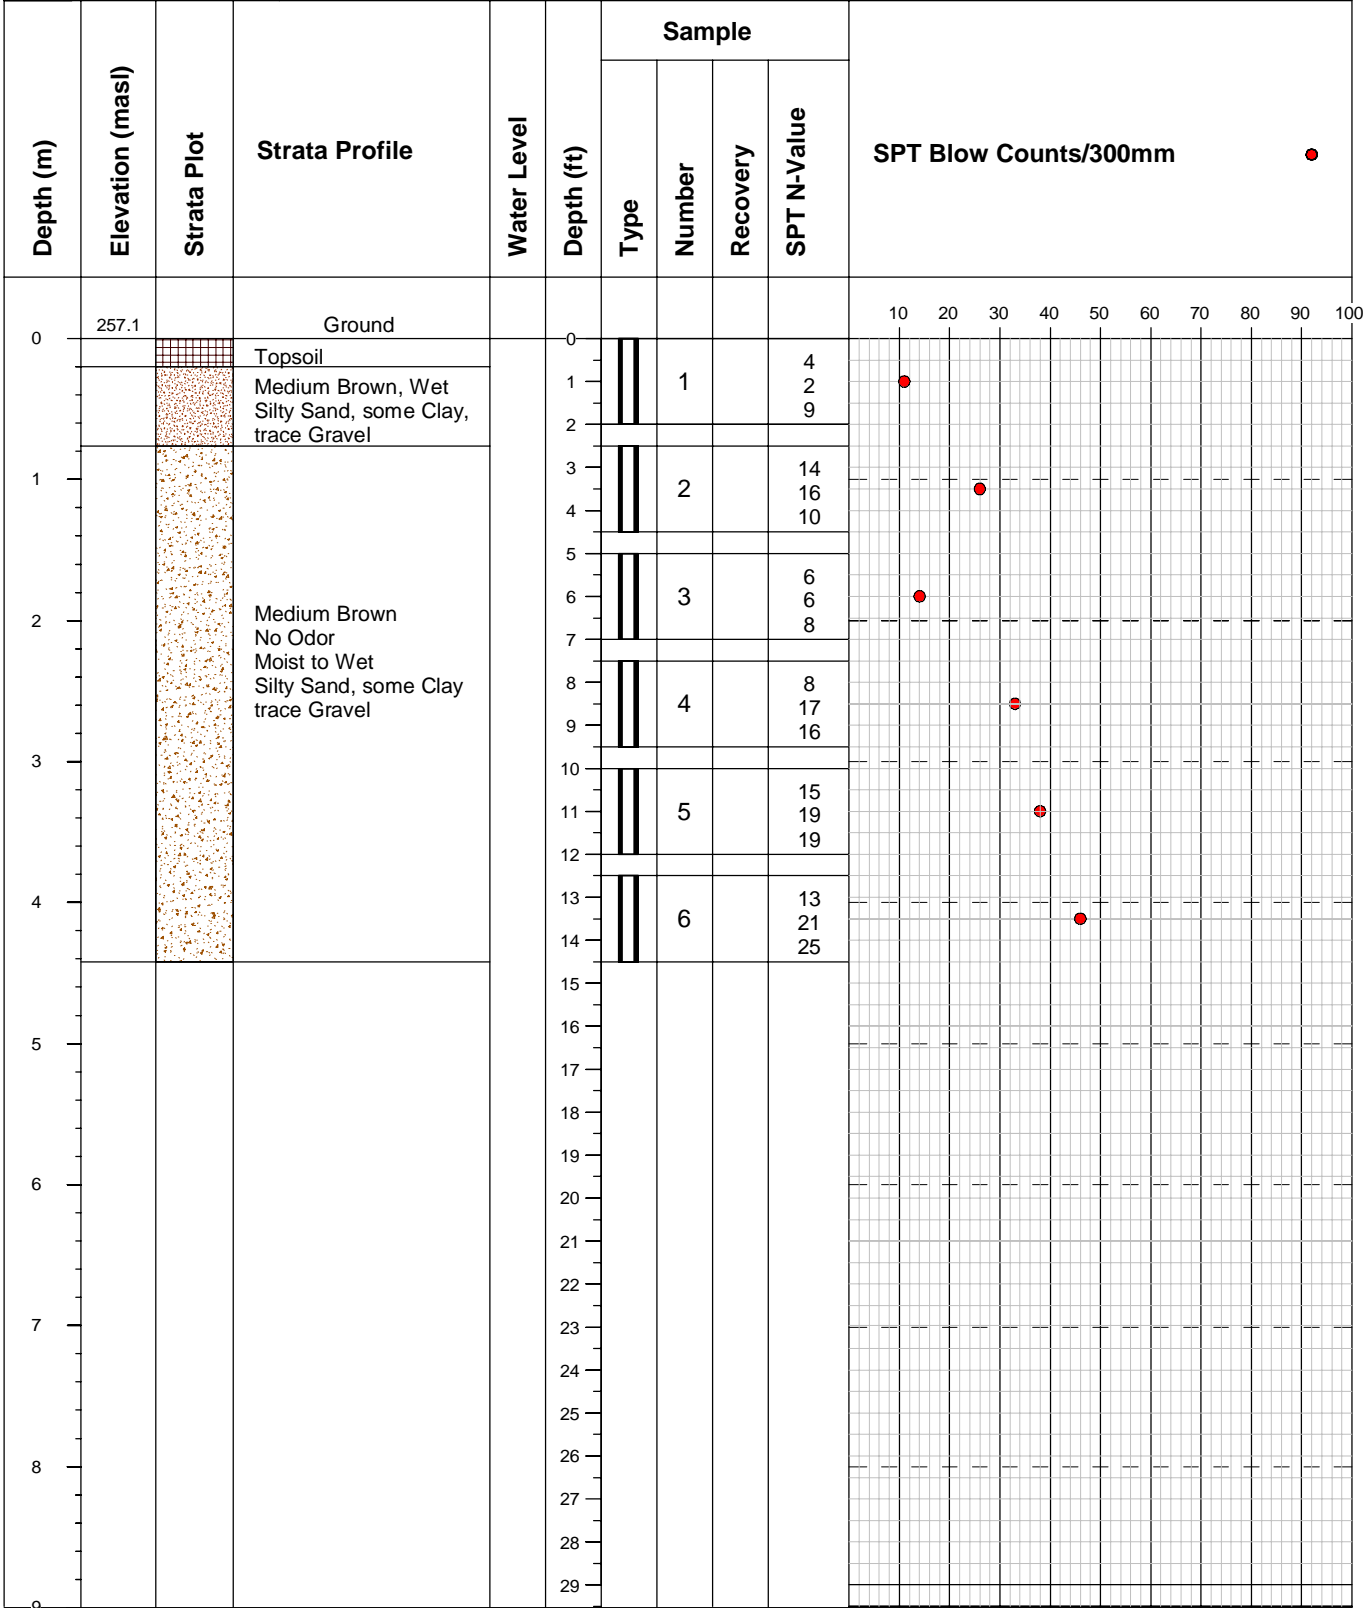 Sample
Depth (m)
Elevation (masl)
Strata Plot
Strata Profile
Water Level
Depth (ft)
Type
Number
Recovery
SPT N-Value
SPT Blow Counts/300mm
10 20 30 40 50 60 70 80 90 100
257.1 Ground
0 0
Topsoil
Medium Brown, Wet
Silty Sand, some Clay,
trace Gravel
1
4
2
9
1
2
3
1
2
14
16
10
4
5
Medium Brown
No Odor
Moist to Wet
Silty Sand, some Clay
trace Gravel
2
6
3
6
6
8
7
8
4
8
17
16
9
3
10
11
5
15
19
19
12
13
4
6
13
21
25
14
15
16
5
17
18
19
6
20
21
22
7
23
24
25
8
26
27
28
29
9